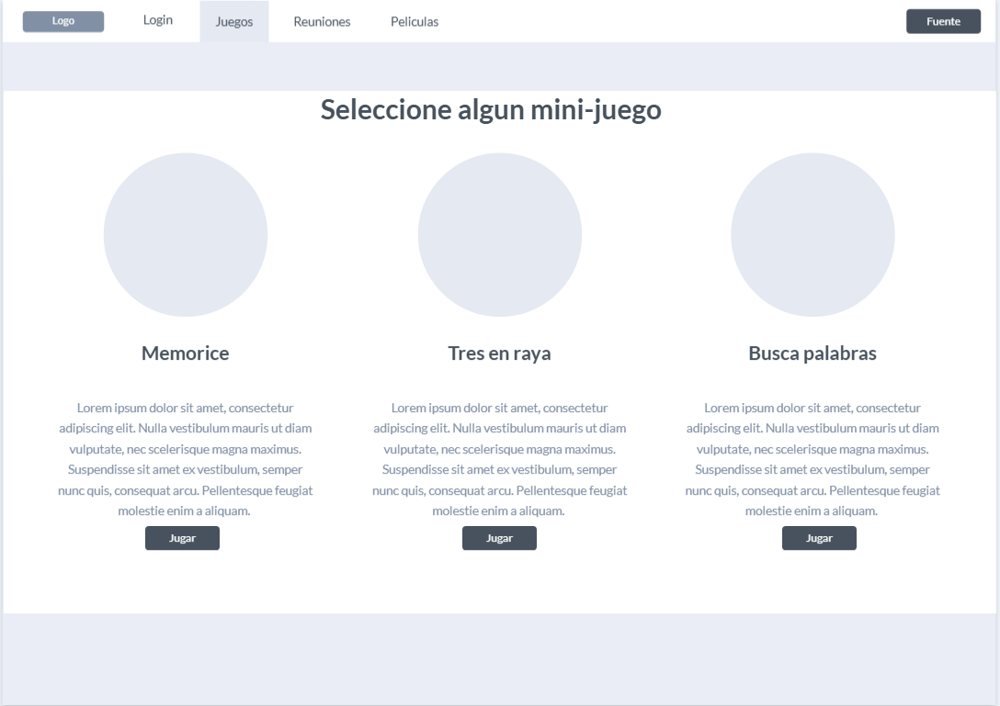 Logo
Login
Juegos
Reuniones
Peliculas
Fuente
Seleccione algun mini-juego
Memorice
Lorem ipsum dolor sit amet, consectetur
adipiscing elit. Nulla vestibulum mauris ut diam
vulputate, nec scelerisque magna maximus.
Suspendisse sit amet ex vestibulum, semper
nunc quis, consequat arcu. Pellentesque feugiat
molestie enim a aliquam.
Jugar
Tres en raya
Lorem ipsum dolor sit amet, consectetur
adipiscing elit. Nulla vestibulum mauris ut diam
vulputate, nec scelerisque magna maximus.
Suspendisse sit amet ex vestibulum, semper
nunc quis, consequat arcu. Pellentesque feugiat
molestie enim a aliquam.
Jugar
Busca palabras
Lorem ipsum dolor sit amet, consectetur
adipiscing elit. Nulla vestibulum mauris ut diam
vulputate, nec scelerisque magna maximus.
Suspendisse sit amet ex vestibulum, semper
nunc quis, consequat arcu. Pellentesque feugiat
molestie enim a aliquam.
Jugar